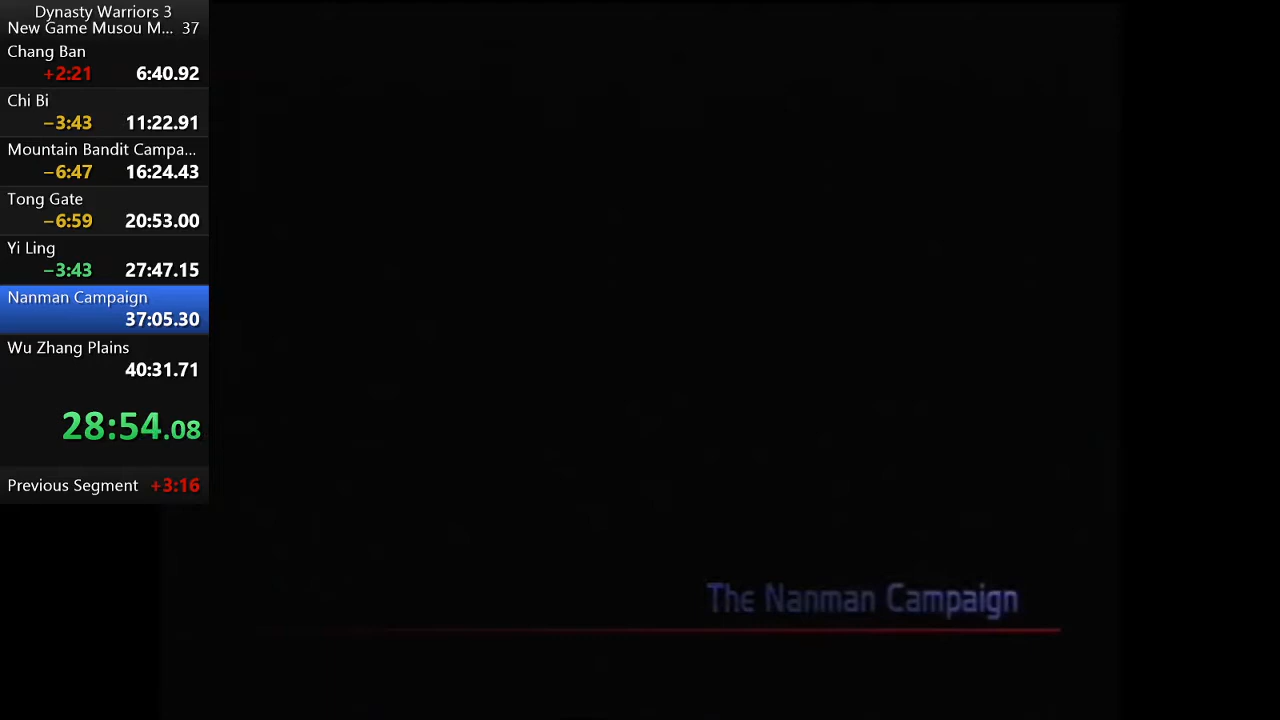 Dynasty Warriors 3
New Game Musou M... 37
Chang Ban
+2:21 6:40.92
Chi Bi
−3:43 11:22.91
Mountain Bandit Campa...
−6:47 16:24.43
Tong Gate
−6:59 20:53.00
Yi Ling
−3:43 27:47.15
Nanman Campaign
37:05.30
Wu Zhang Plains
40:31.71
28:54.08
Previous Segment +3:16
The Nanman Campaign